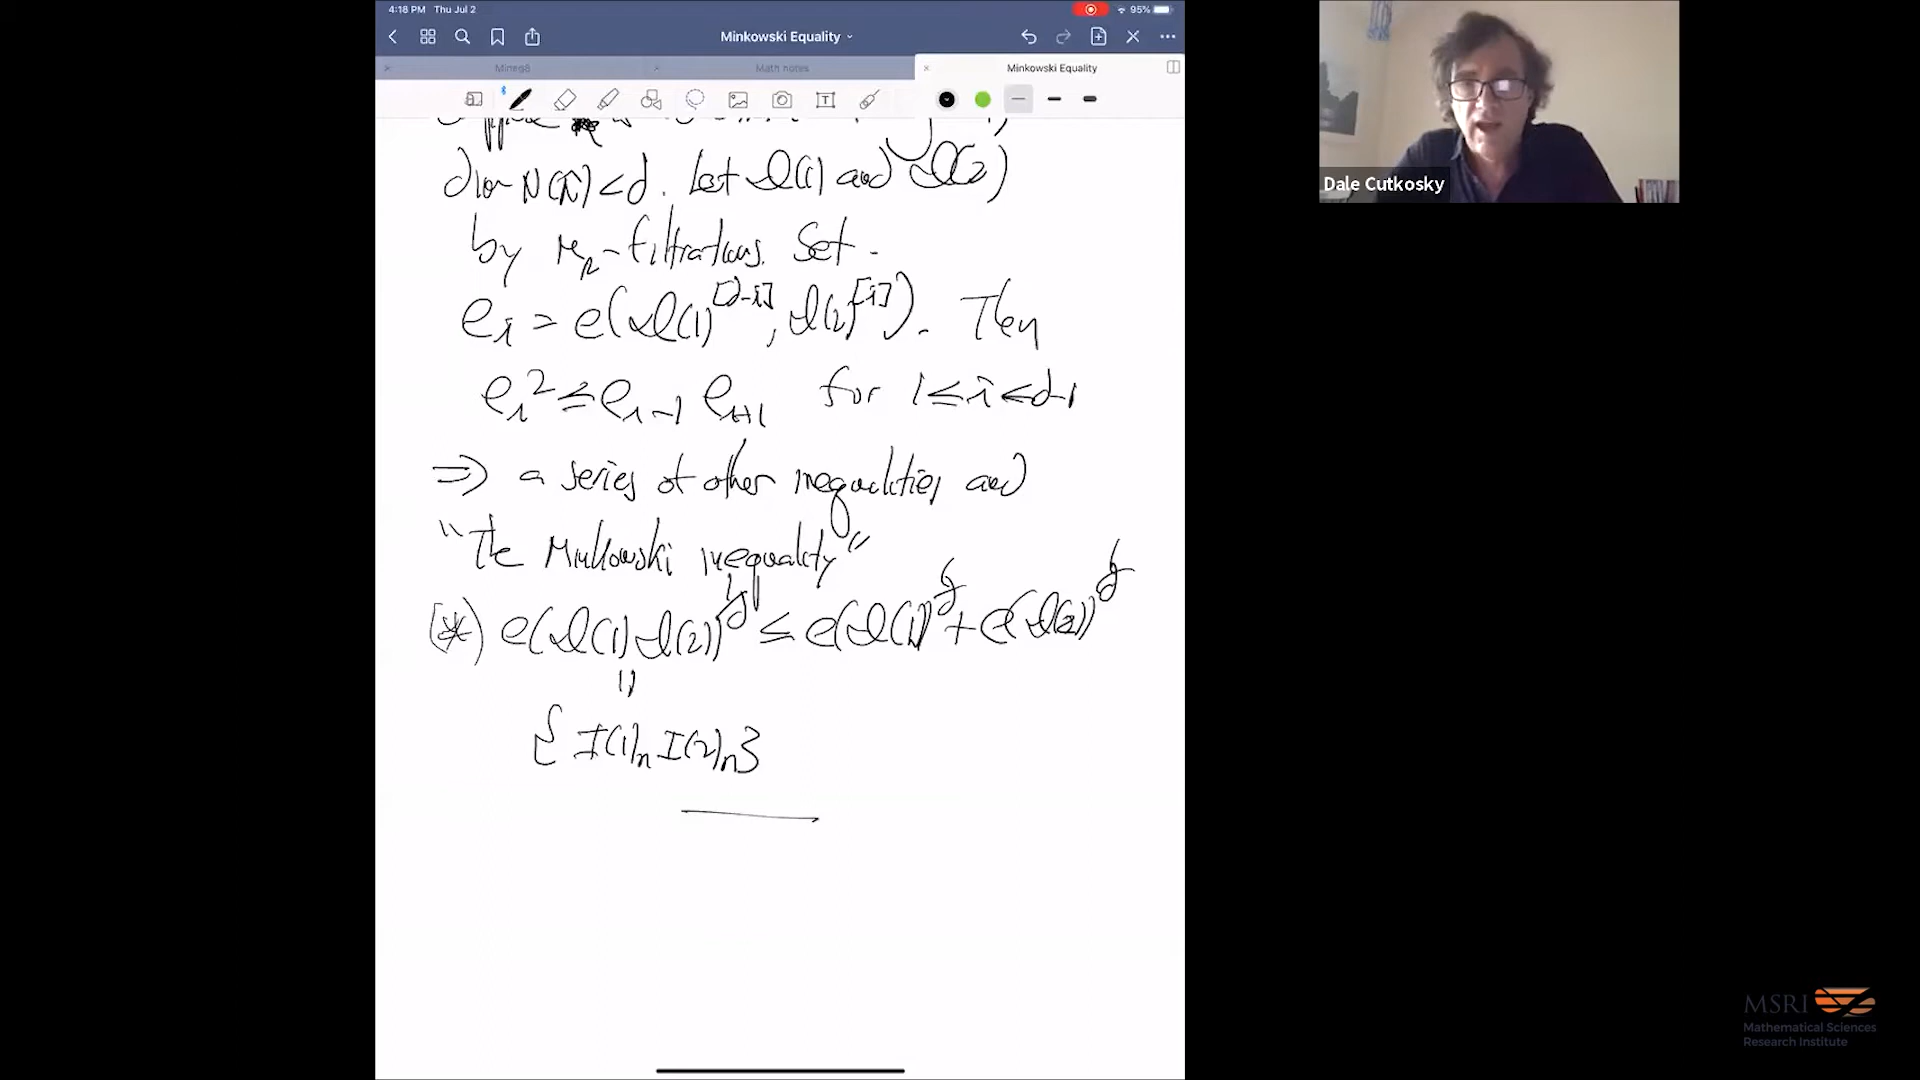 4:18 PM Thu Jul 2
95%
Minkowski Equality
Mineg8
Math notes
Minkowski Equality
Suppose
dim N(R̂) < d. Let I(1) and I(2)
by m_R-filtrations. Set
e_i = e(I(1)^[d-i], I(2)^[i]). Then
e_i^2 ≤ e_{i-1} e_{i+1} for 1 ≤ i ≤ d-1
⇒ a series of other inequalities and
"The Minkowski inequality"
(*) e(I(1)I(2))^{1/d} ≤ e(I(1))^{1/d} + e(I(2))^{1/d}
{ I(1)_n I(2)_n }
Dale Cutkosky
MSRI
Mathematical Sciences
Research Institute